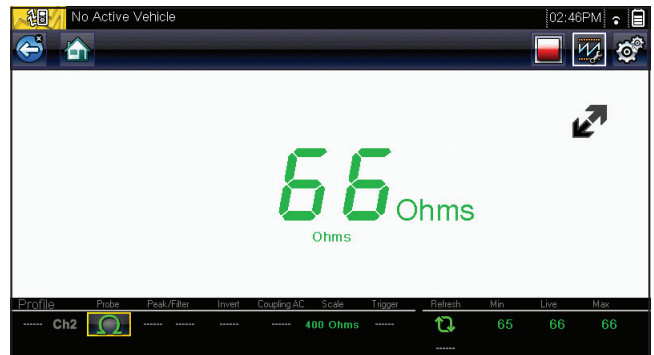 No Active Vehicle 02:46PM
66 Ohms
Ohms
Profile Probe Peak/Filter Invert Coupling AC Scale Trigger Refresh Min Live Max
------ Ch2 Ω ------ ------ ------ ------ 400 Ohms ------ 65 66 66
------